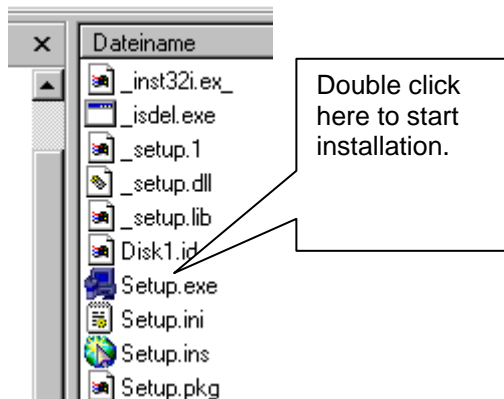 Dateiname
_inst32i.ex_
_isdel.exe
_setup.1
_setup.dll
_setup.lib
Disk1.id
Setup.exe
Setup.ini
Setup.ins
Setup.pkg
Double click
here to start
installation.